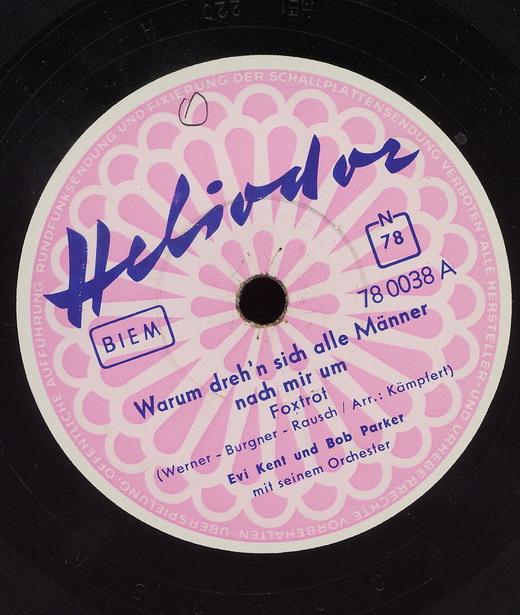 Heliodor
N
78
78 0038 A
BIEM
Warum dreh'n sich alle Männer
nach mir um
Foxtrot
(Werner - Burgner - Rausch / Arr.: Kämpfert)
Evi Kent und Bob Parker
mit seinem Orchester
ALLE HERSTELLER- UND URHEBERRECHTE VORBEHALTEN · ÜBERSPIELUNG · ÖFFENTLICHE AUFFÜHRUNG · RUNDFUNKSENDUNG UND FIXIERUNG DER SCHALLPLATTENSENDUNG VERBOTEN ·